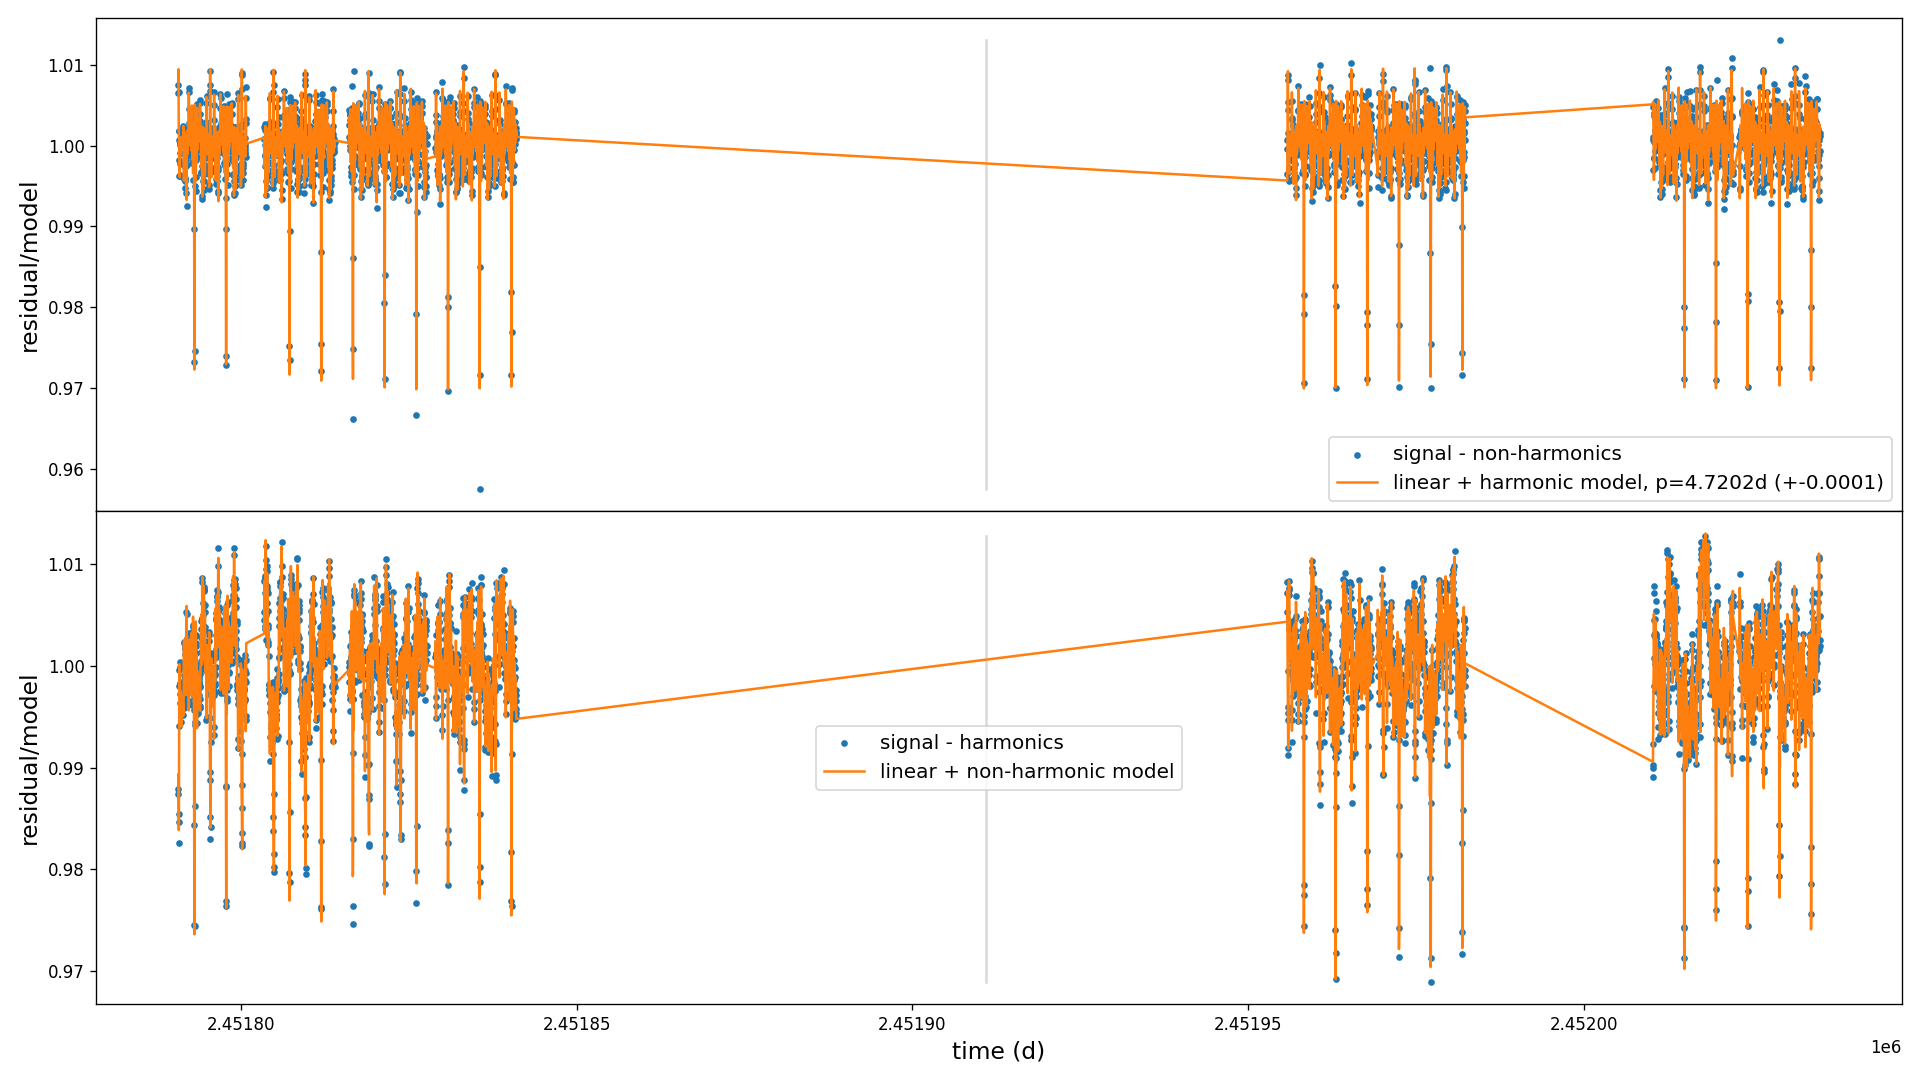 1.01
1.00
0.99
0.98
0.97
0.96
residual/model
signal - non-harmonics
linear + harmonic model, p=4.7202d (+-0.0001)
1.01
1.00
0.99
0.98
0.97
residual/model
signal - harmonics
linear + non-harmonic model
2.45180
2.45185
2.45190
2.45195
2.45200
time (d)
1e6